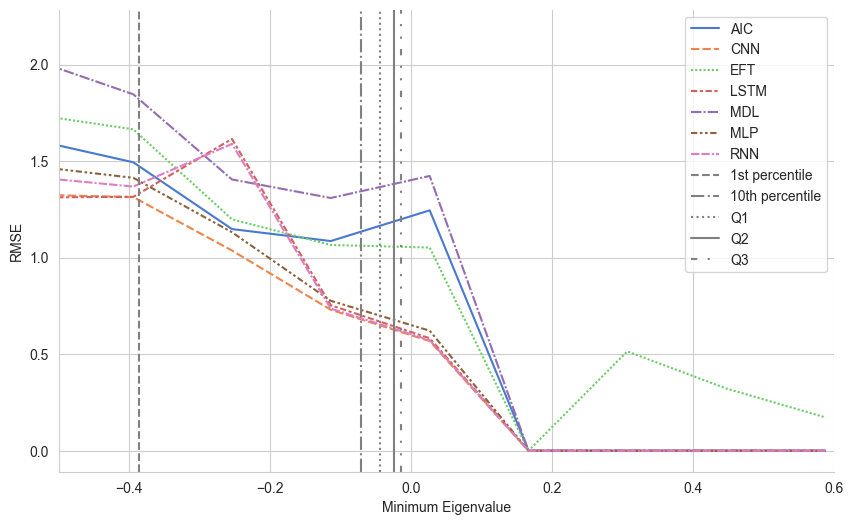 2.0
1.5
1.0
0.5
0.0
RMSE
−0.4
−0.2
0.0
0.2
0.4
0.6
Minimum Eigenvalue
AIC
CNN
EFT
LSTM
MDL
MLP
RNN
1st percentile
10th percentile
Q1
Q2
Q3